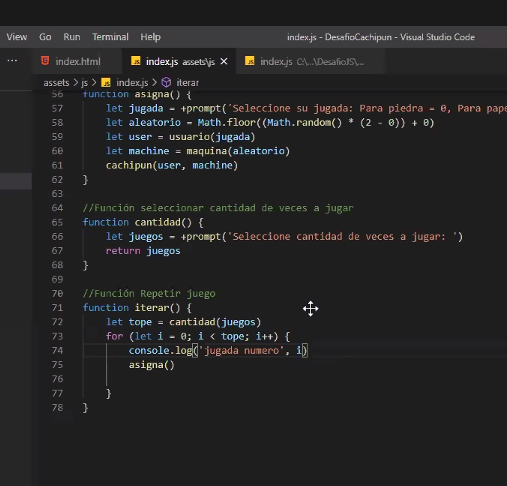 View Go Run Terminal Help index.js - DesafioCachipun - Visual Studio Code
... index.html index.js assets\js index.js C:\...\DesafioJS\...
assets > js > index.js > iterar
56 function asigna() {
57 let jugada = +prompt('Seleccione su jugada: Para piedra = 0, Para pape
58 let aleatorio = Math.floor((Math.random() * (2 - 0)) + 0)
59 let user = usuario(jugada)
60 let machine = maquina(aleatorio)
61 cachipun(user, machine)
62 }
63
64 //Función seleccionar cantidad de veces a jugar
65 function cantidad() {
66 let juegos = +prompt('Seleccione cantidad de veces a jugar: ')
67 return juegos
68 }
69
70 //Función Repetir juego
71 function iterar() {
72 let tope = cantidad(juegos)
73 for (let i = 0; i < tope; i++) {
74 console.log('jugada numero', i)
75 asigna()
76
77 }
78 }